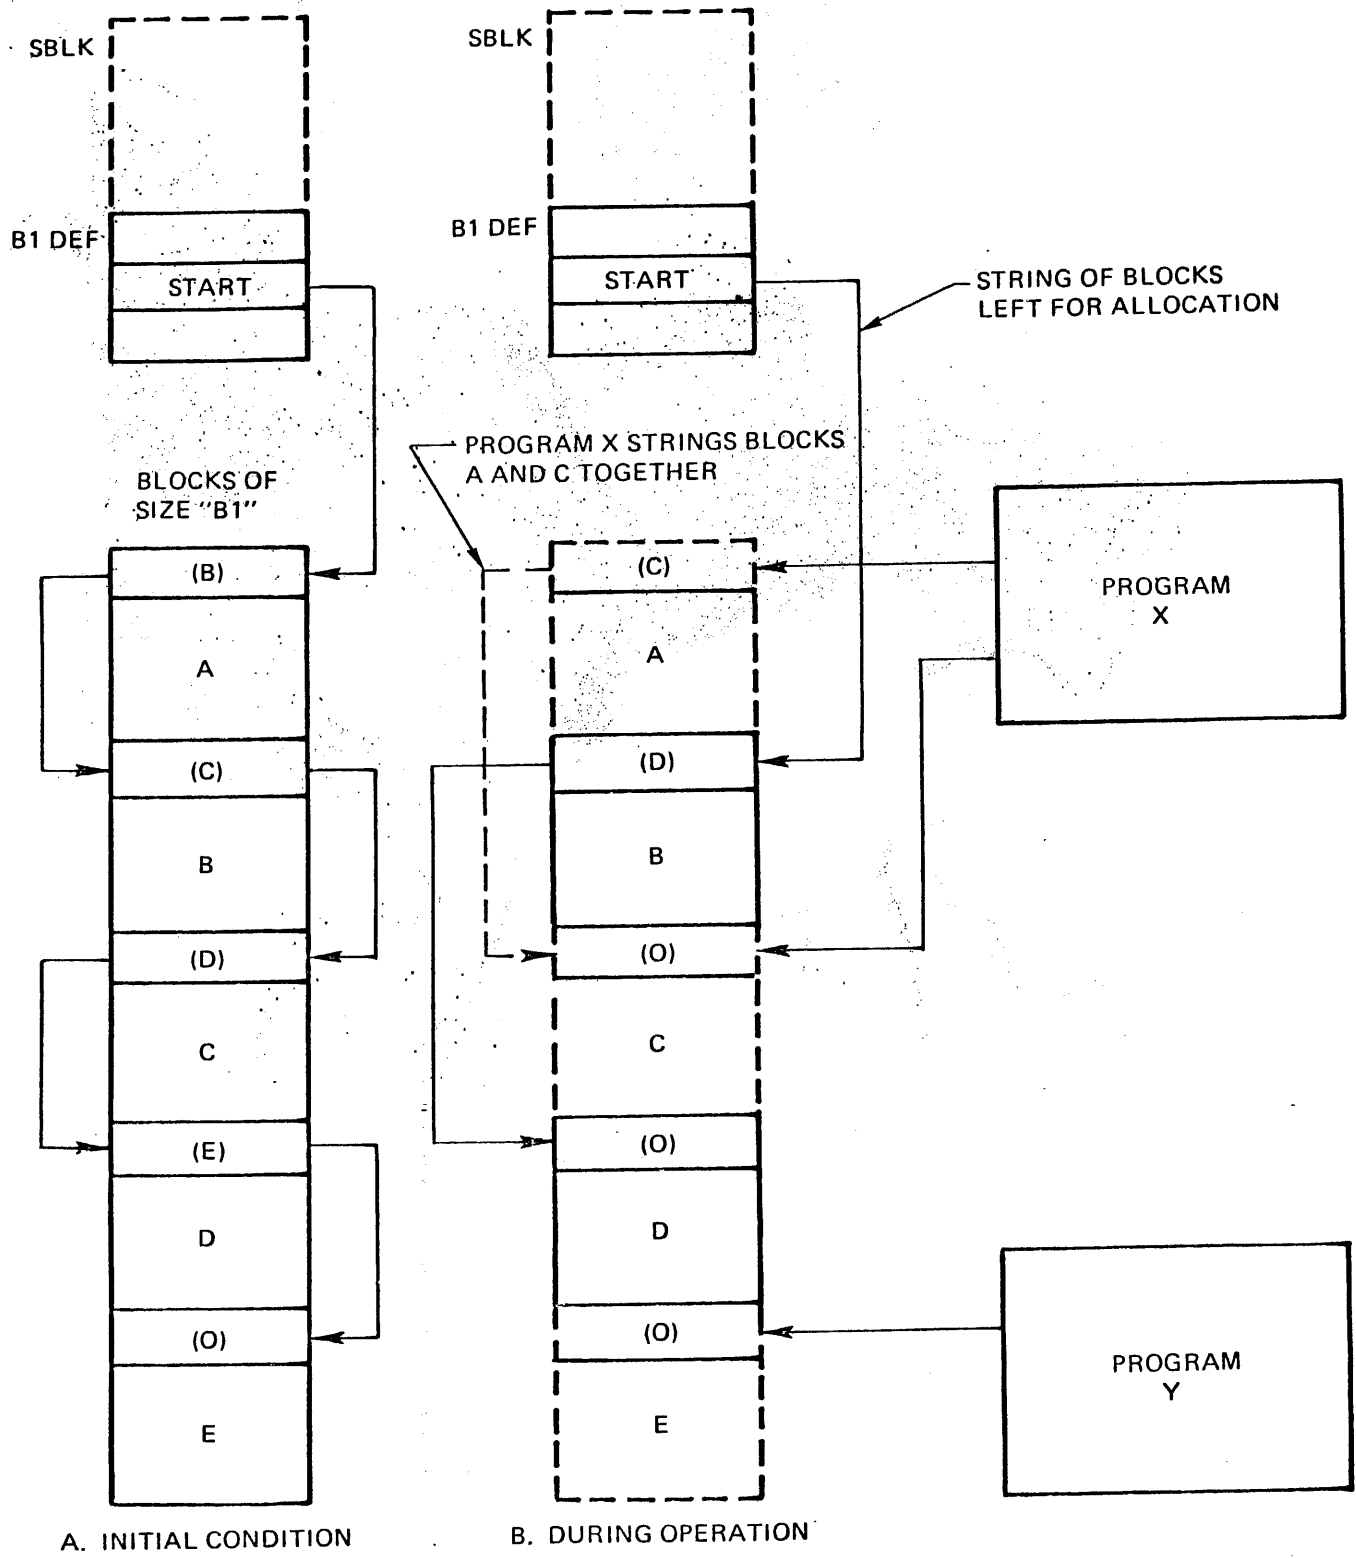 SBLK
B1 DEF
START
BLOCKS OF
SIZE "B1"
(B)
A
(C)
B
(D)
C
(E)
D
(O)
E
A. INITIAL CONDITION
SBLK
B1 DEF
START
STRING OF BLOCKS
LEFT FOR ALLOCATION
PROGRAM X STRINGS BLOCKS
A AND C TOGETHER
(C)
A
(D)
B
(O)
C
(O)
D
(O)
E
PROGRAM
X
PROGRAM
Y
B. DURING OPERATION